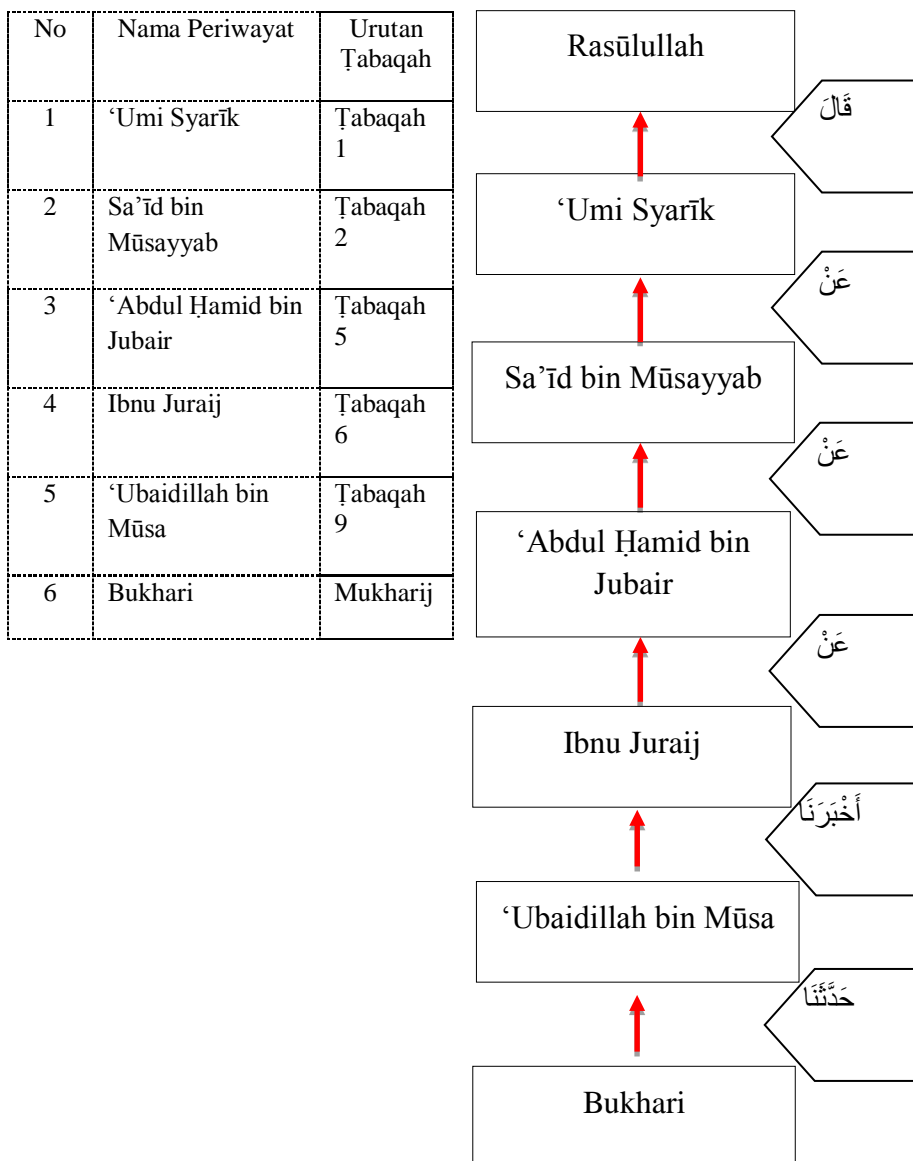 No
Nama Periwayat
Urutan
Ṭabaqah
1
‘Umi Syarīk
Ṭabaqah
1
2
Sa’īd bin
Mūsayyab
Ṭabaqah
2
3
‘Abdul Ḥamid bin
Jubair
Ṭabaqah
5
4
Ibnu Juraij
Ṭabaqah
6
5
‘Ubaidillah bin
Mūsa
Ṭabaqah
9
6
Bukhari
Mukharij
Rasūlullah
قَالَ
‘Umi Syarīk
عَنْ
Sa’īd bin Mūsayyab
عَنْ
‘Abdul Ḥamid bin
Jubair
عَنْ
Ibnu Juraij
أَخْبَرَنَا
‘Ubaidillah bin Mūsa
حَدَّثَنَا
Bukhari